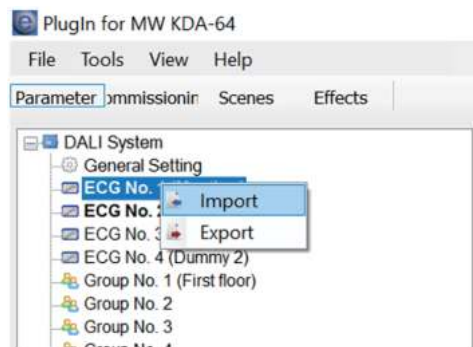 PlugIn for MW KDA-64
File Tools View Help
Parameter ommissionin Scenes Effects
DALI System
General Setting
ECG No.
Import
ECG No.
Export
ECG No. 3
ECG No. 4 (Dummy 2)
Group No. 1 (First floor)
Group No. 2
Group No. 3